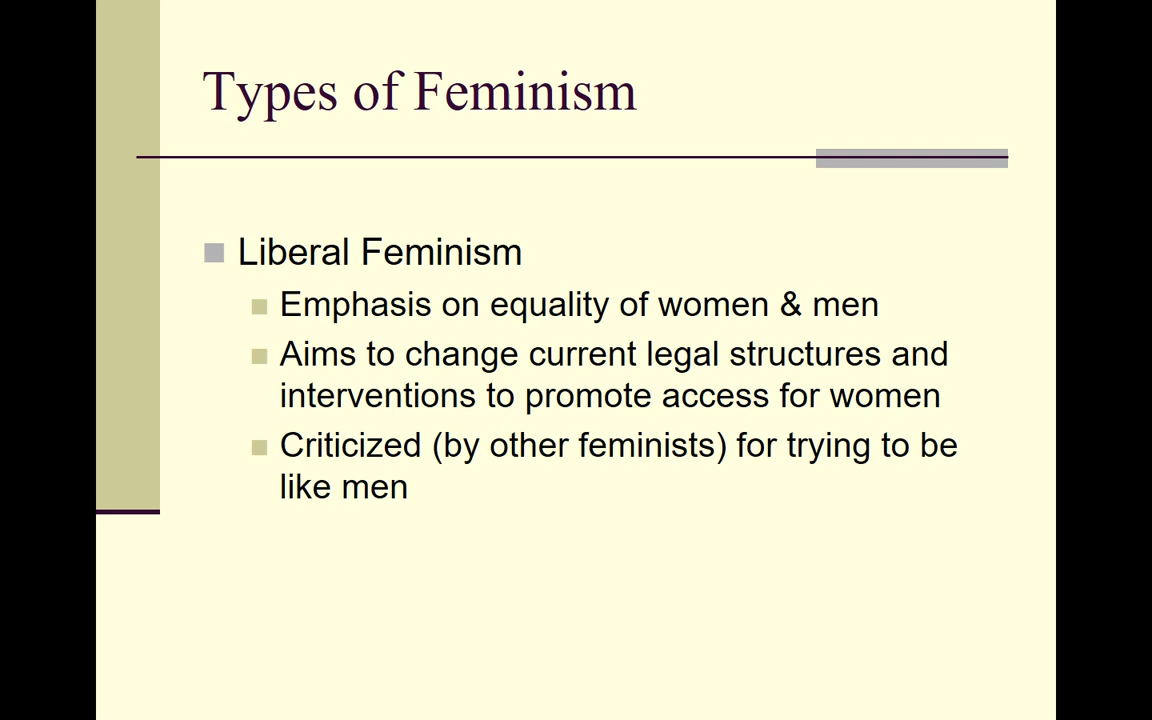 Types of Feminism
Liberal Feminism
Emphasis on equality of women & men
Aims to change current legal structures and
interventions to promote access for women
Criticized (by other feminists) for trying to be
like men